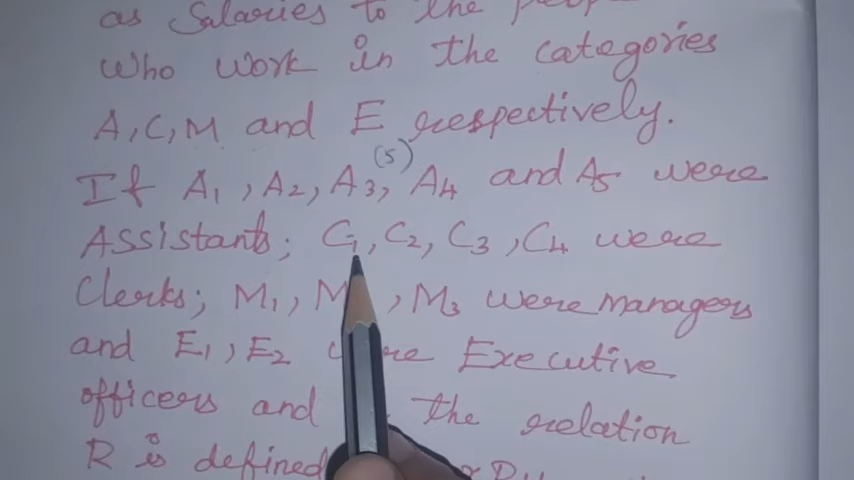 as Salaries to the
who work in the categories
A, C, M and E respectively.
(5)
If A1, A2, A3, A4 and A5 were
Assistants; C1, C2, C3, C4 were
Clerks; M1, M , M3 were managers
and E1, E2 were Executive
officers and the relation
R is defined